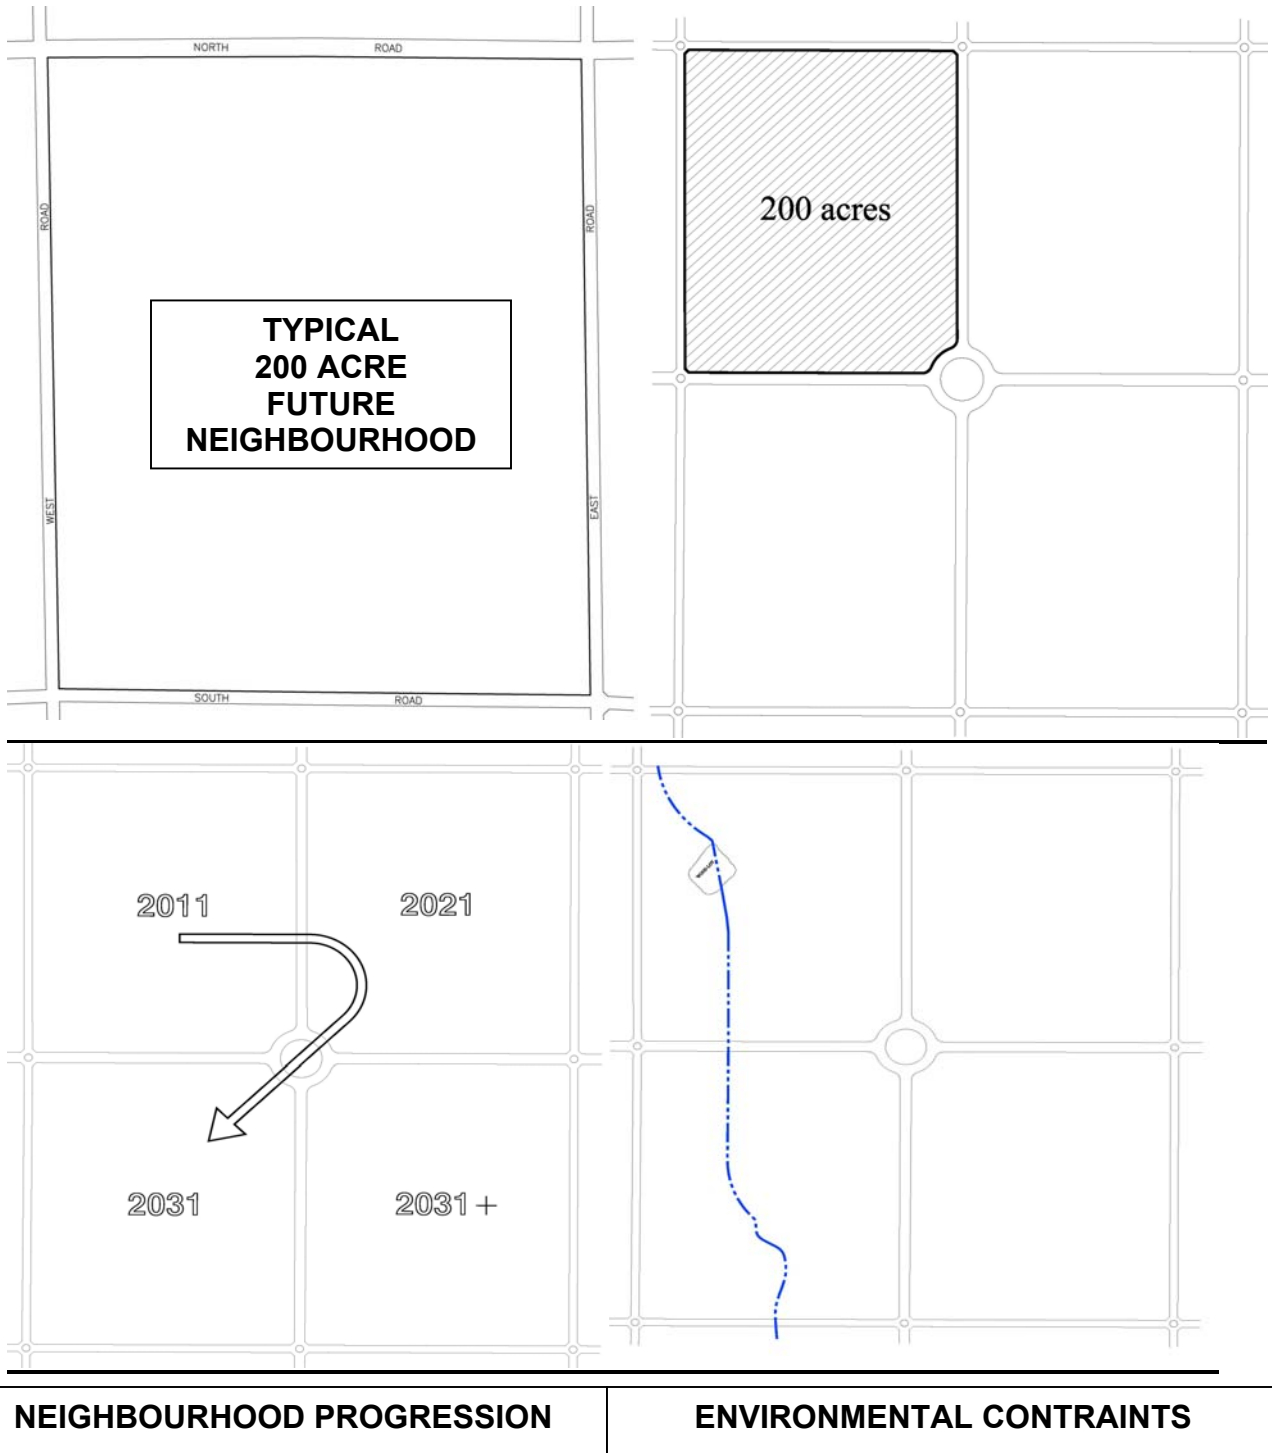 NORTH ROAD
ROAD
WEST
ROAD
EAST
SOUTH ROAD
TYPICAL
200 ACRE
FUTURE
NEIGHBOURHOOD
200 acres
2011
2021
2031
2031+
NEIGHBOURHOOD PROGRESSION
ENVIRONMENTAL CONTRAINTS